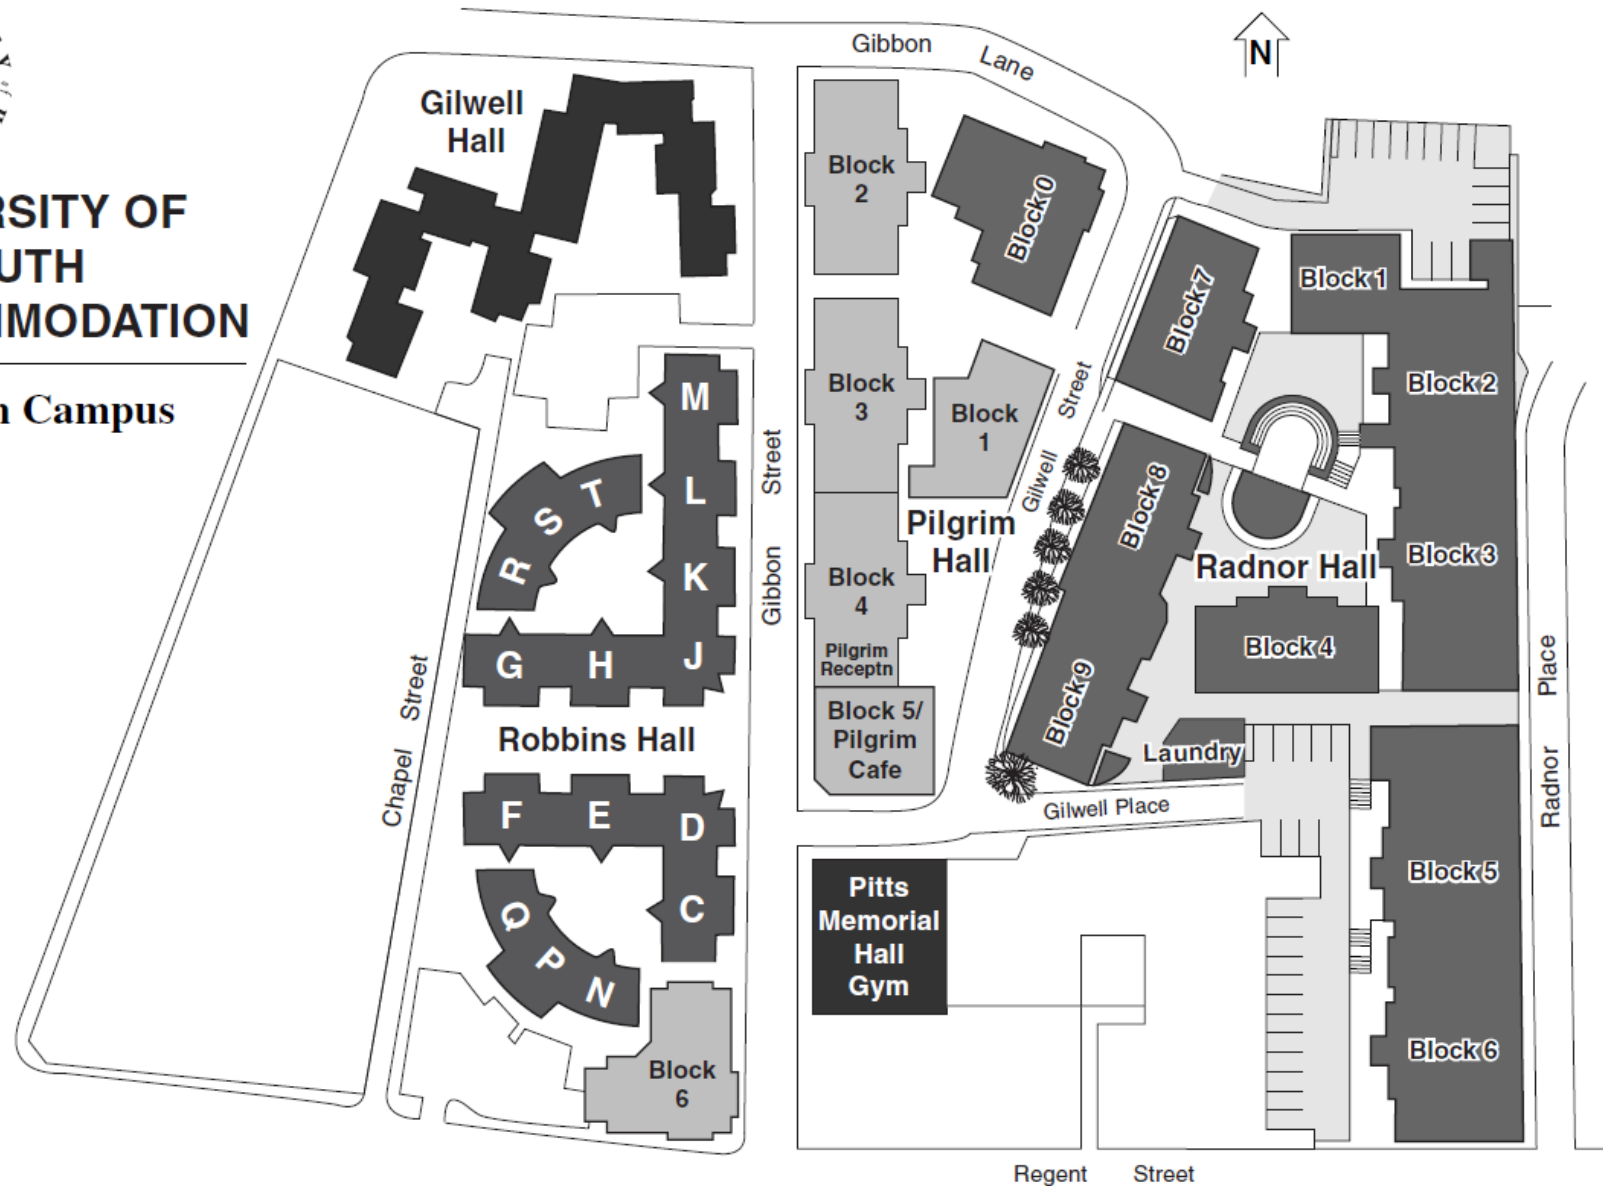 Gibbon Lane
N
Gilwell
Hall
RSITY OF
UTH
MODATION
Campus
Block
2
Block 0
Block 7
Block 1
Block 2
Block
3
Block
1
Gilwell Street
Gibbon Street
M
L
K
J
T
S
R
G
H
Pilgrim
Hall
Block 8
Radnor Hall
Block 3
Block
4
Pilgrim
Receptn
Block 4
Block 9
Chapel Street
Robbins Hall
Block 5/
Pilgrim
Cafe
Laundry
Gilwell Place
Radnor Place
F
E
D
C
Q
P
N
Pitts
Memorial
Hall
Gym
Block 5
Block
6
Block 6
Regent Street